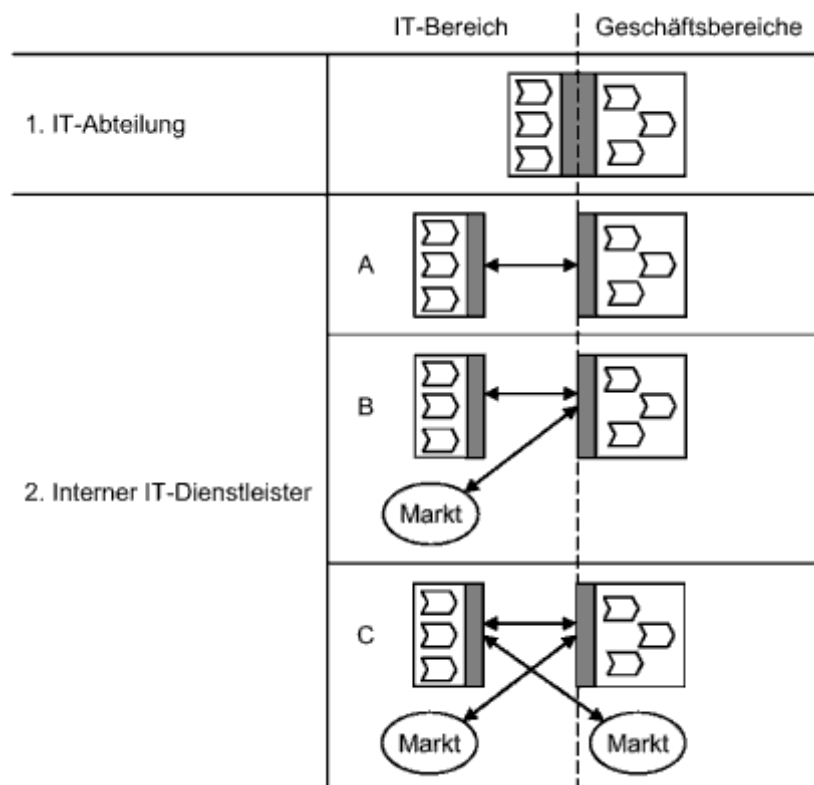 IT-Bereich
Geschäftsbereiche
1. IT-Abteilung
A
B
2. Interner IT-Dienstleister
Markt
C
Markt
Markt